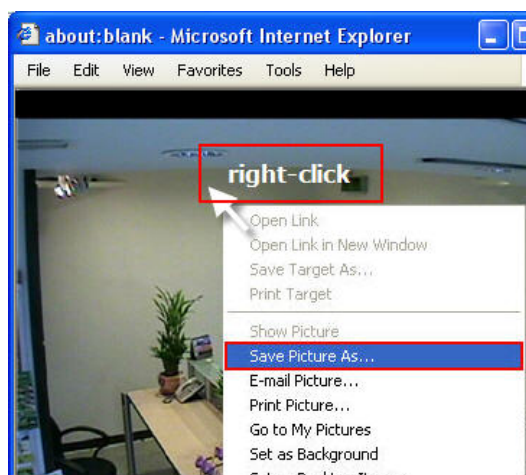 about:blank - Microsoft Internet Explorer
File Edit View Favorites Tools Help
right-click
Open Link
Open Link in New Window
Save Target As...
Print Target
Show Picture
Save Picture As...
E-mail Picture...
Print Picture...
Go to My Pictures
Set as Background